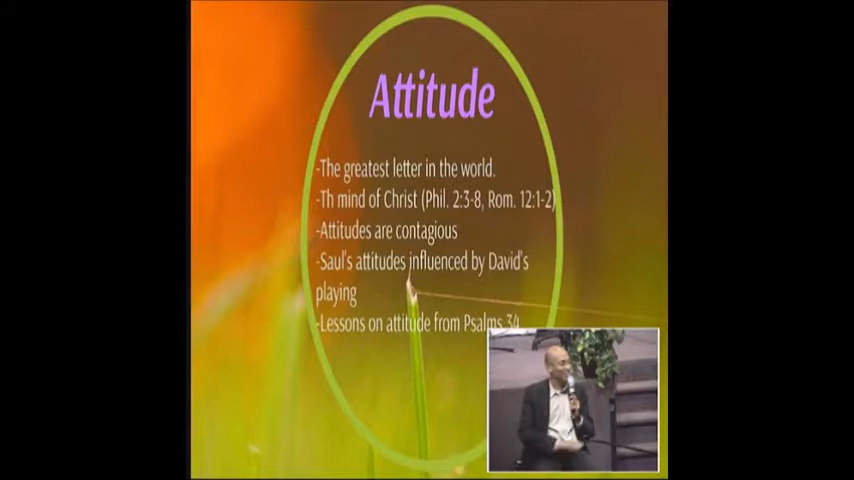 Attitude
-The greatest letter in the world.
-Th mind of Christ (Phil. 2:3-8, Rom. 12:1-2)
-Attitudes are contagious
-Saul's attitudes influenced by David's
playing
-Lessons on attitude from Psalms 34